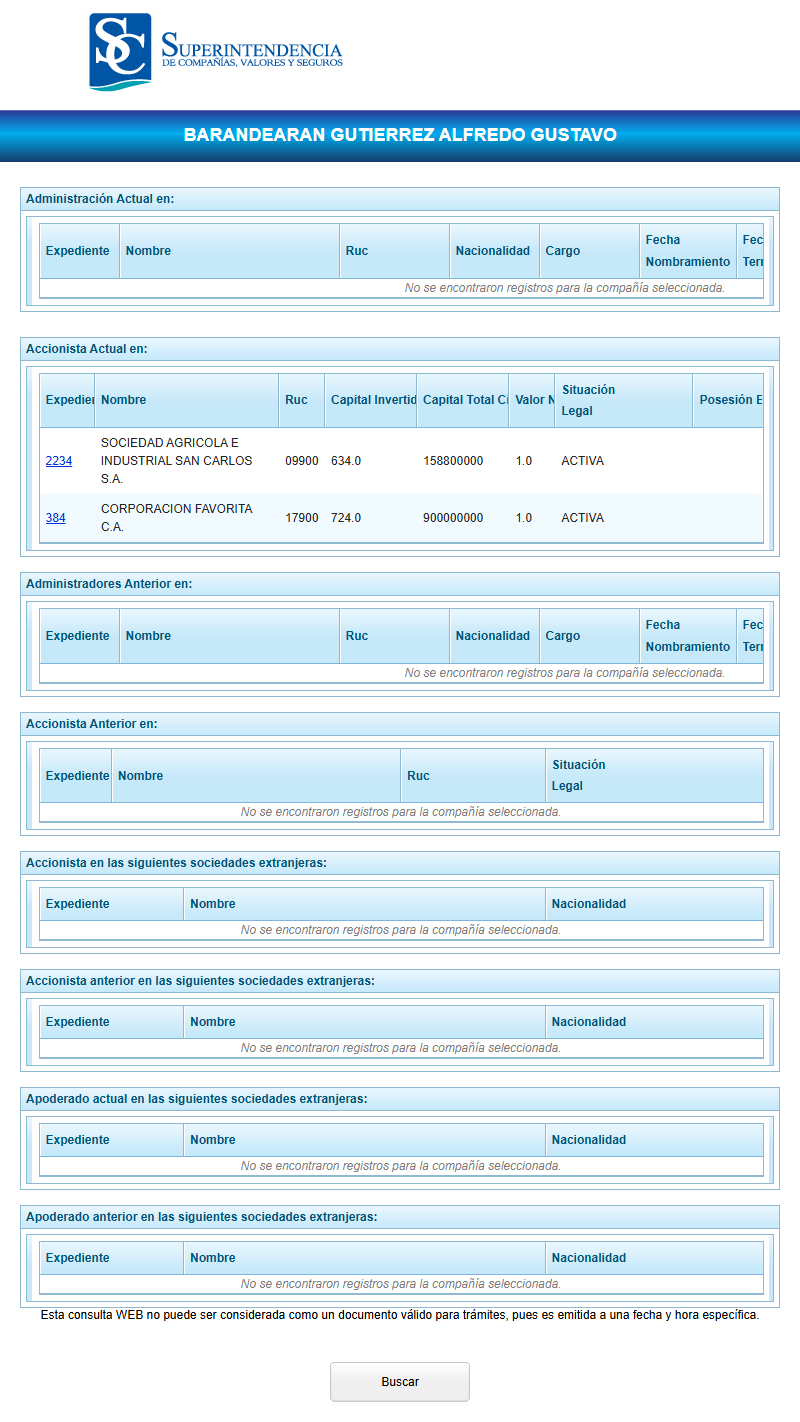 SC
SUPERINTENDENCIA
DE COMPAÑÍAS, VALORES Y SEGUROS
BARANDEARAN GUTIERREZ ALFREDO GUSTAVO
Administración Actual en:
Expediente Nombre Ruc Nacionalidad Cargo Fecha Nombramiento Fec Terr
No se encontraron registros para la compañía seleccionada.
Accionista Actual en:
Expedien Nombre Ruc Capital Invertid Capital Total Ci Valor N Situación Legal Posesión E
2234 SOCIEDAD AGRICOLA E INDUSTRIAL SAN CARLOS S.A. 09900 634.0 158800000 1.0 ACTIVA
384 CORPORACION FAVORITA C.A. 17900 724.0 900000000 1.0 ACTIVA
Administradores Anterior en:
Expediente Nombre Ruc Nacionalidad Cargo Fecha Nombramiento Fec Terr
No se encontraron registros para la compañía seleccionada.
Accionista Anterior en:
Expediente Nombre Ruc Situación Legal
No se encontraron registros para la compañía seleccionada.
Accionista en las siguientes sociedades extranjeras:
Expediente Nombre Nacionalidad
No se encontraron registros para la compañía seleccionada.
Accionista anterior en las siguientes sociedades extranjeras:
Expediente Nombre Nacionalidad
No se encontraron registros para la compañía seleccionada.
Apoderado actual en las siguientes sociedades extranjeras:
Expediente Nombre Nacionalidad
No se encontraron registros para la compañía seleccionada.
Apoderado anterior en las siguientes sociedades extranjeras:
Expediente Nombre Nacionalidad
No se encontraron registros para la compañía seleccionada.
Esta consulta WEB no puede ser considerada como un documento válido para trámites, pues es emitida a una fecha y hora específica.
Buscar